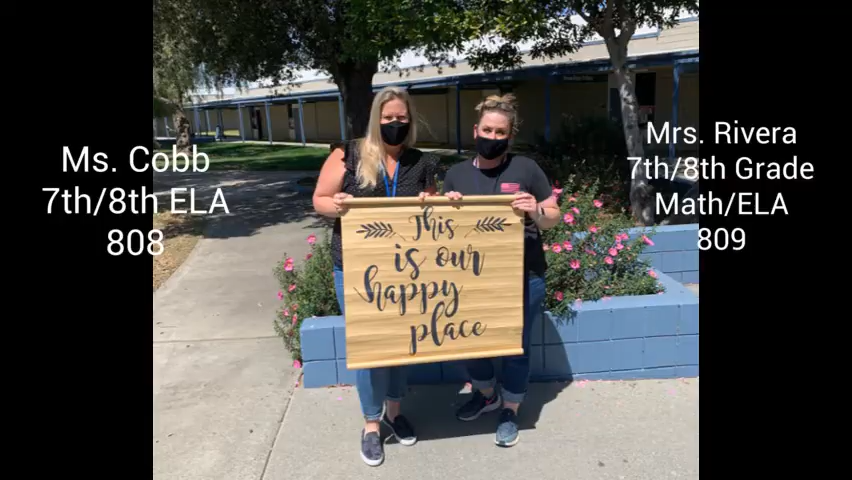 Ms. Cobb
7th/8th ELA
808
Mrs. Rivera
7th/8th Grade
Math/ELA
809
This
is our
happy
place